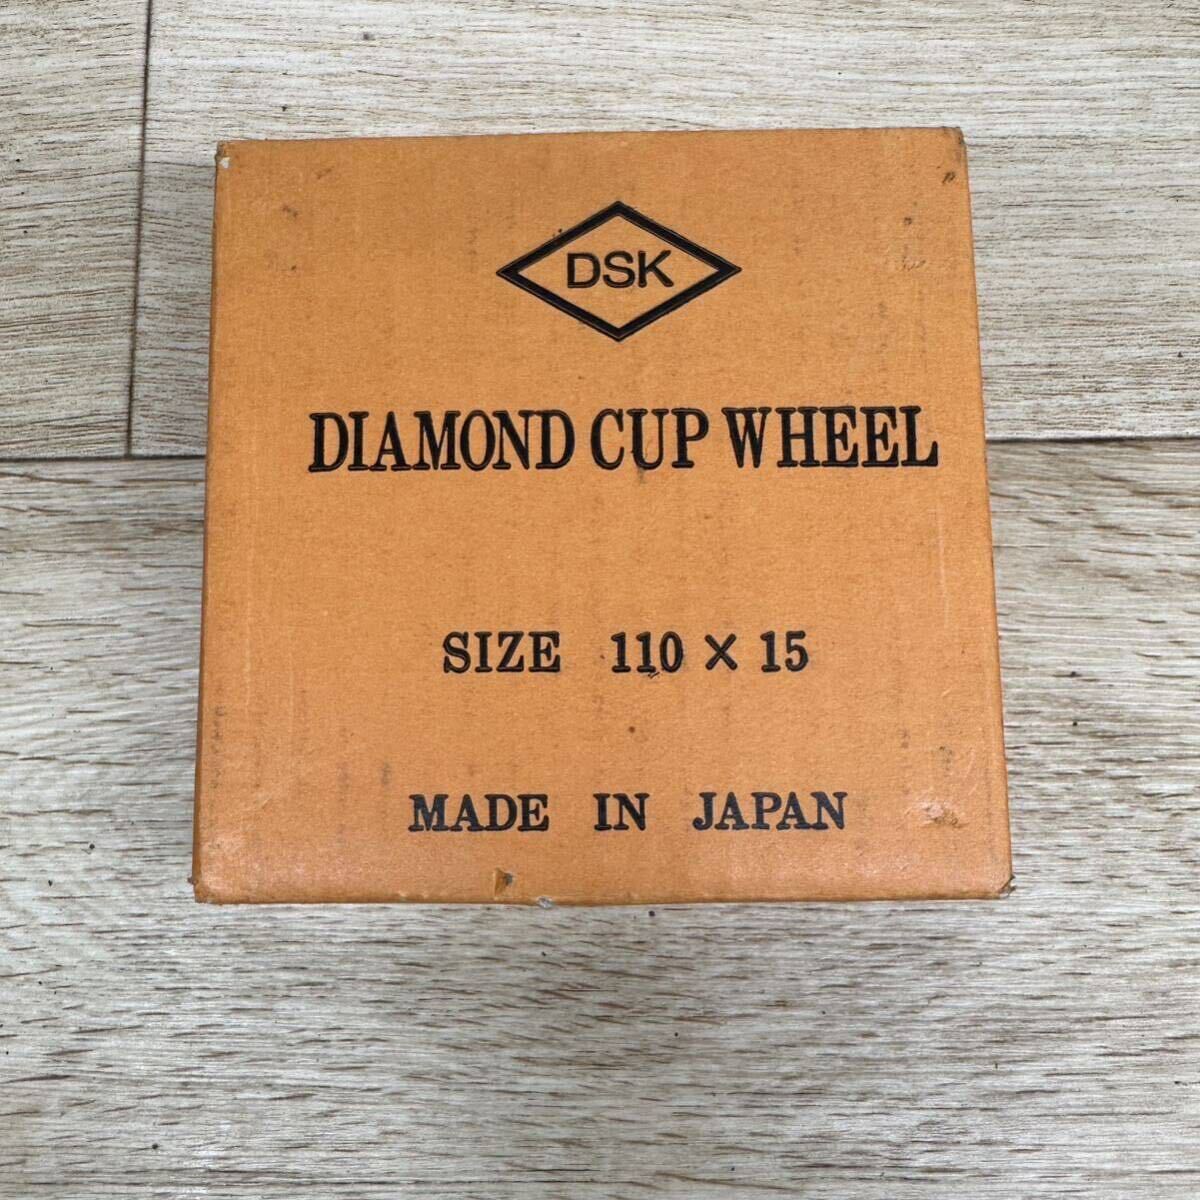 DSK
DIAMOND CUP WHEEL
SIZE 110 × 15
MADE IN JAPAN